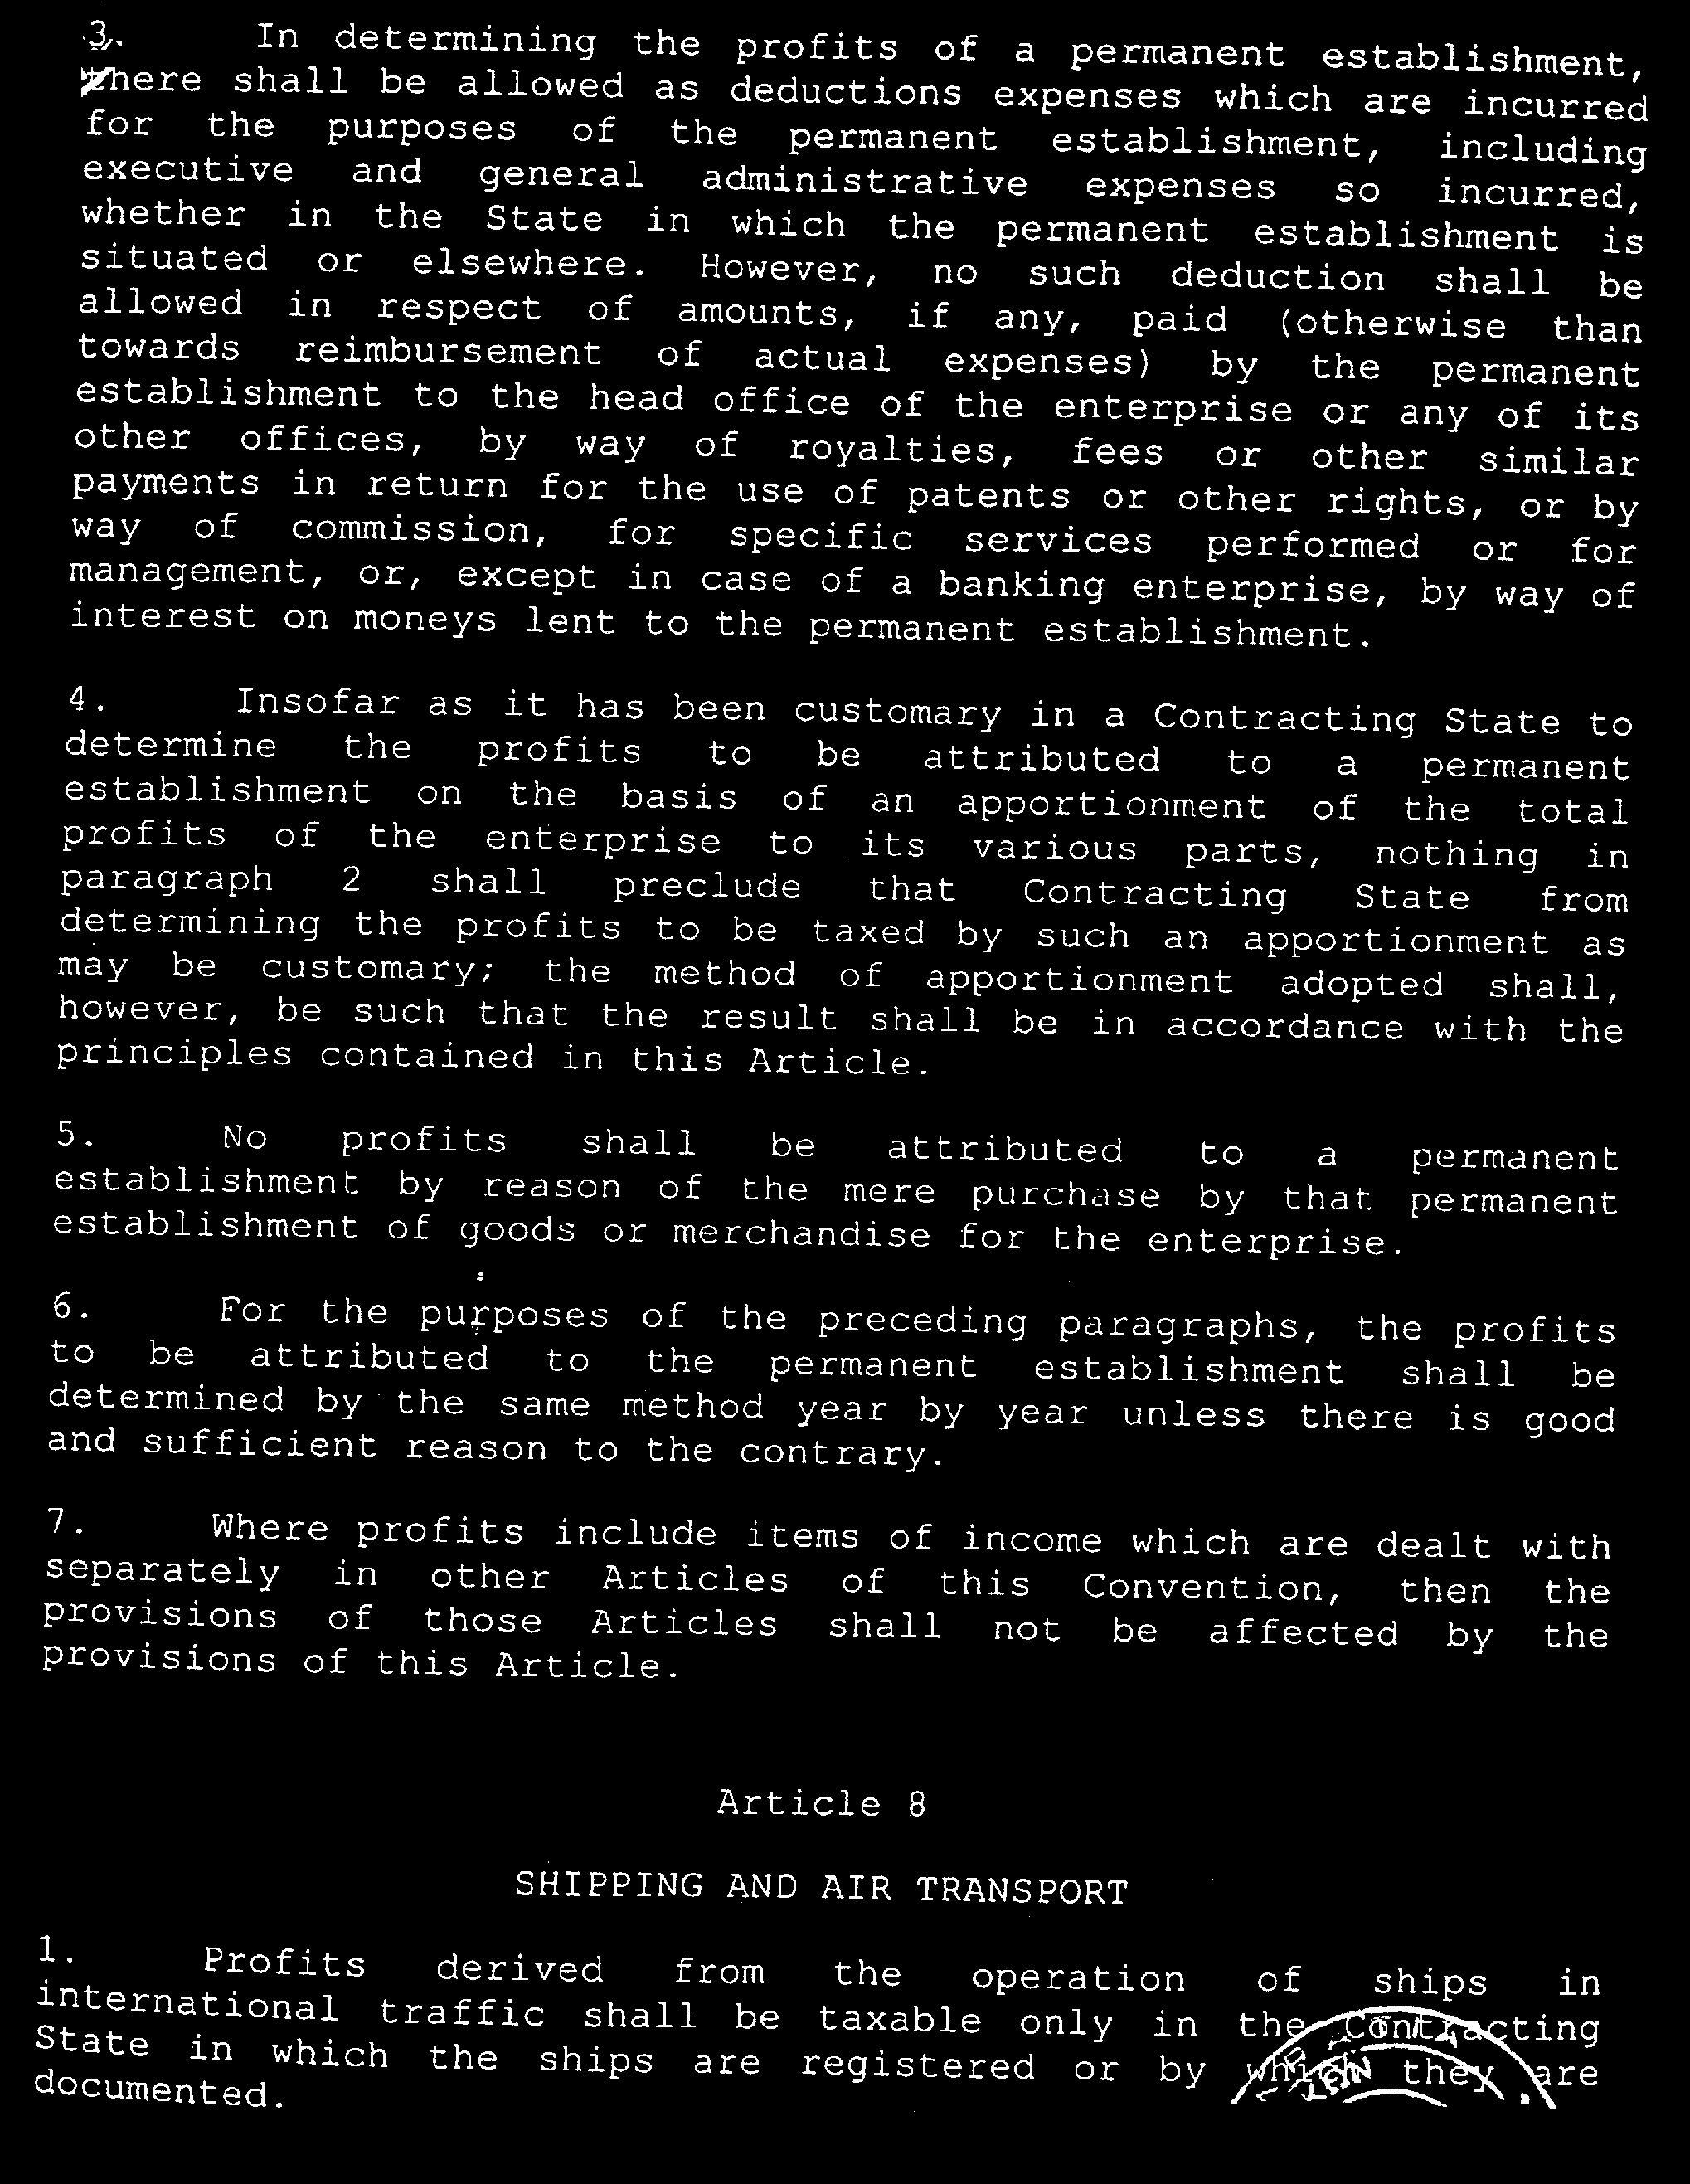 3. In determining the profits of a permanent establishment,
there shall be allowed as deductions expenses which are incurred
for the purposes of the permanent establishment, including
executive and general administrative expenses so incurred,
whether in the State in which the permanent establishment is
situated or elsewhere. However, no such deduction shall be
allowed in respect of amounts, if any, paid (otherwise than
towards reimbursement of actual expenses) by the permanent
establishment to the head office of the enterprise or any of its
other offices, by way of royalties, fees or other similar
payments in return for the use of patents or other rights, or by
way of commission, for specific services performed or for
management, or, except in case of a banking enterprise, by way of
interest on moneys lent to the permanent establishment.
4. Insofar as it has been customary in a Contracting State to
determine the profits to be attributed to a permanent
establishment on the basis of an apportionment of the total
profits of the enterprise to its various parts, nothing in
paragraph 2 shall preclude that Contracting State from
determining the profits to be taxed by such an apportionment as
may be customary; the method of apportionment adopted shall,
however, be such that the result shall be in accordance with the
principles contained in this Article.
5. No profits shall be attributed to a permanent
establishment by reason of the mere purchase by that permanent
establishment of goods or merchandise for the enterprise.
6. For the purposes of the preceding paragraphs, the profits
to be attributed to the permanent establishment shall be
determined by the same method year by year unless there is good
and sufficient reason to the contrary.
7. Where profits include items of income which are dealt with
separately in other Articles of this Convention, then the
provisions of those Articles shall not be affected by the
provisions of this Article.
Article 8
SHIPPING AND AIR TRANSPORT
1. Profits derived from the operation of ships in
international traffic shall be taxable only in the Contracting
State in which the ships are registered or by which they are
documented.